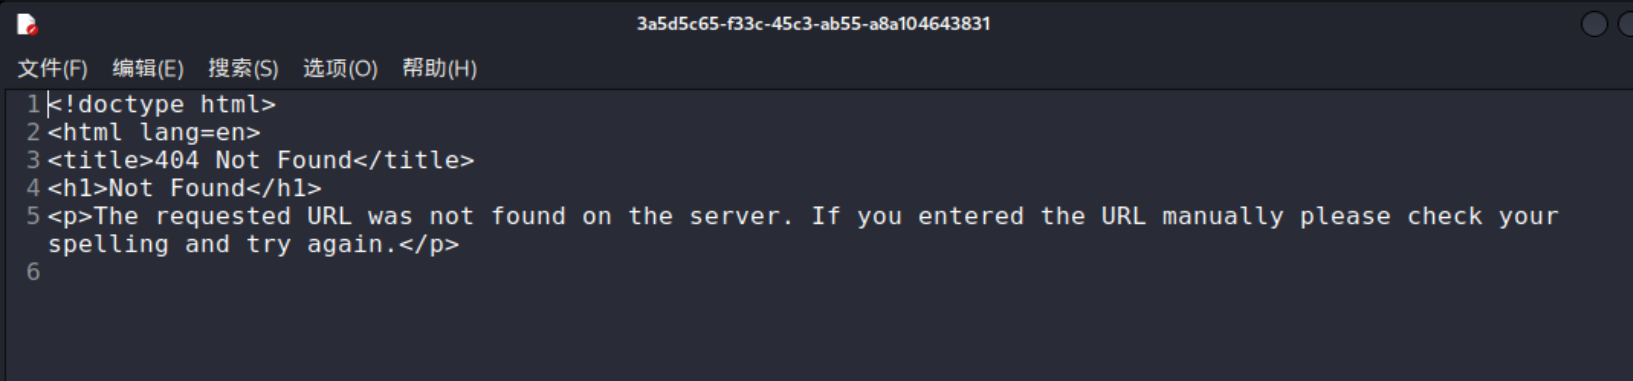 3a5d5c65-f33c-45c3-ab55-a8a104643831
文件(F) 编辑(E) 搜索(S) 选项(O) 帮助(H)
1 <!doctype html>
2 <html lang=en>
3 <title>404 Not Found</title>
4 <h1>Not Found</h1>
5 <p>The requested URL was not found on the server. If you entered the URL manually please check your
spelling and try again.</p>
6